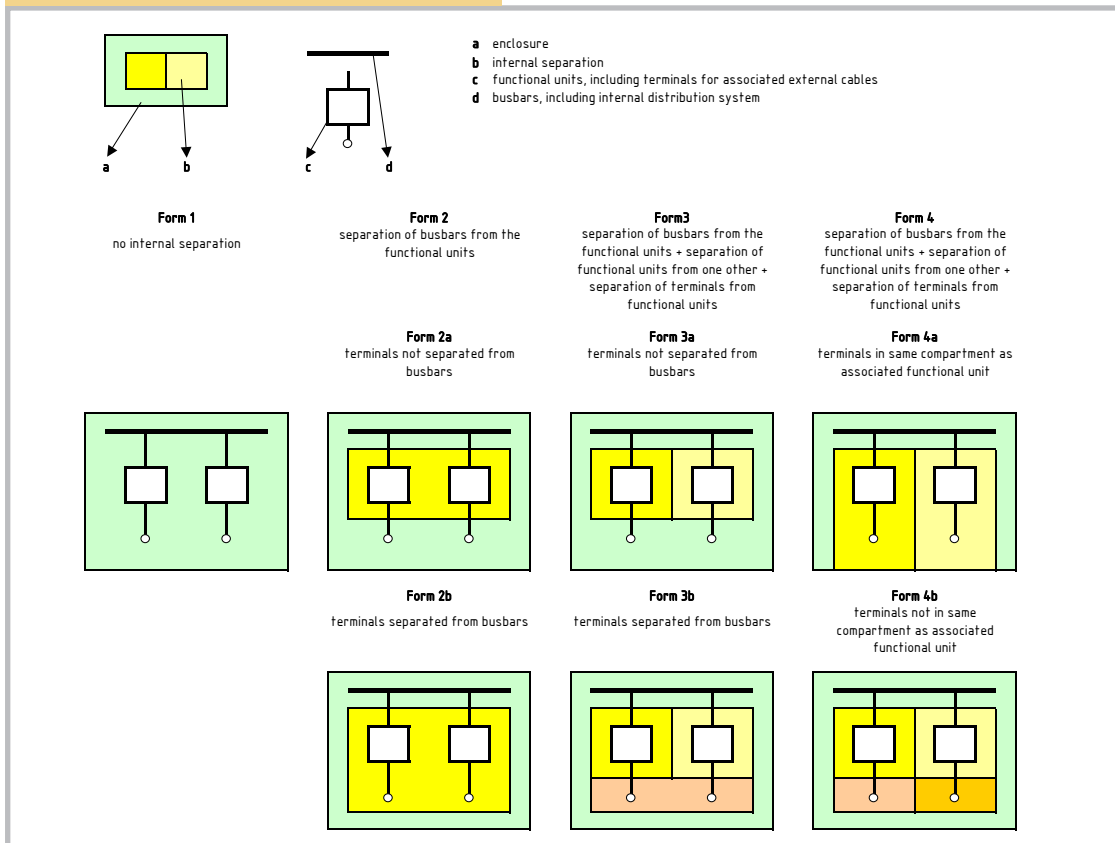 a enclosure
b internal separation
c functional units, including terminals for associated external cables
d busbars, including internal distribution system
a
b
c
d
Form 1
no internal separation
Form 2
separation of busbars from the
functional units
Form3
separation of busbars from the
functional units + separation of
functional units from one other +
separation of terminals from
functional units
Form 4
separation of busbars from the
functional units + separation of
functional units from one other +
separation of terminals from
functional units
Form 2a
terminals not separated from
busbars
Form 3a
terminals not separated from
busbars
Form 4a
terminals in same compartment as
associated functional unit
Form 2b
terminals separated from busbars
Form 3b
terminals separated from busbars
Form 4b
terminals not in same
compartment as associated
functional unit